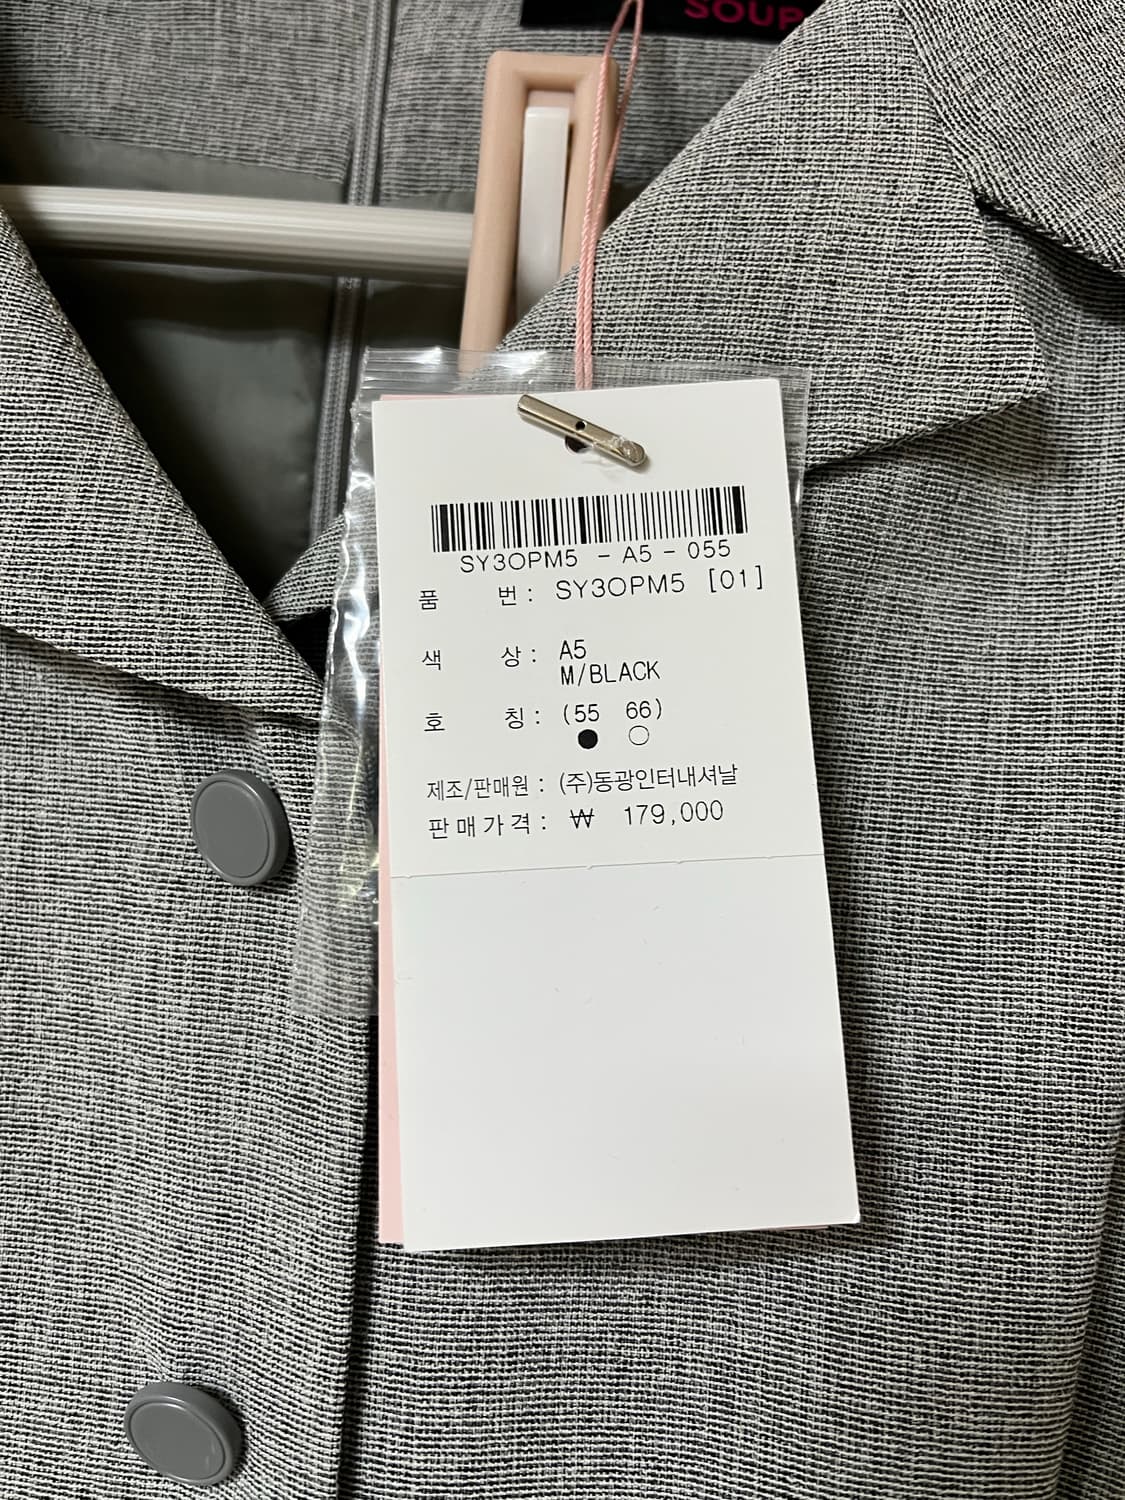 SOUP
SY3OPM5 - A5 - 055
품 번 : SY3OPM5 [01]
색 상 : A5
M/BLACK
호 칭 : (55 66)
제조/판매원 : (주)동광인터내셔날
판매가격 : ₩ 179,000